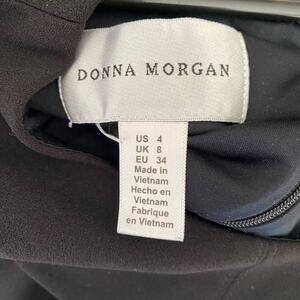 DONNA MORGAN
US 4
UK 8
EU 34
Made in
Vietnam
Hecho en
Vietnam
Fabrique
en Vietnam